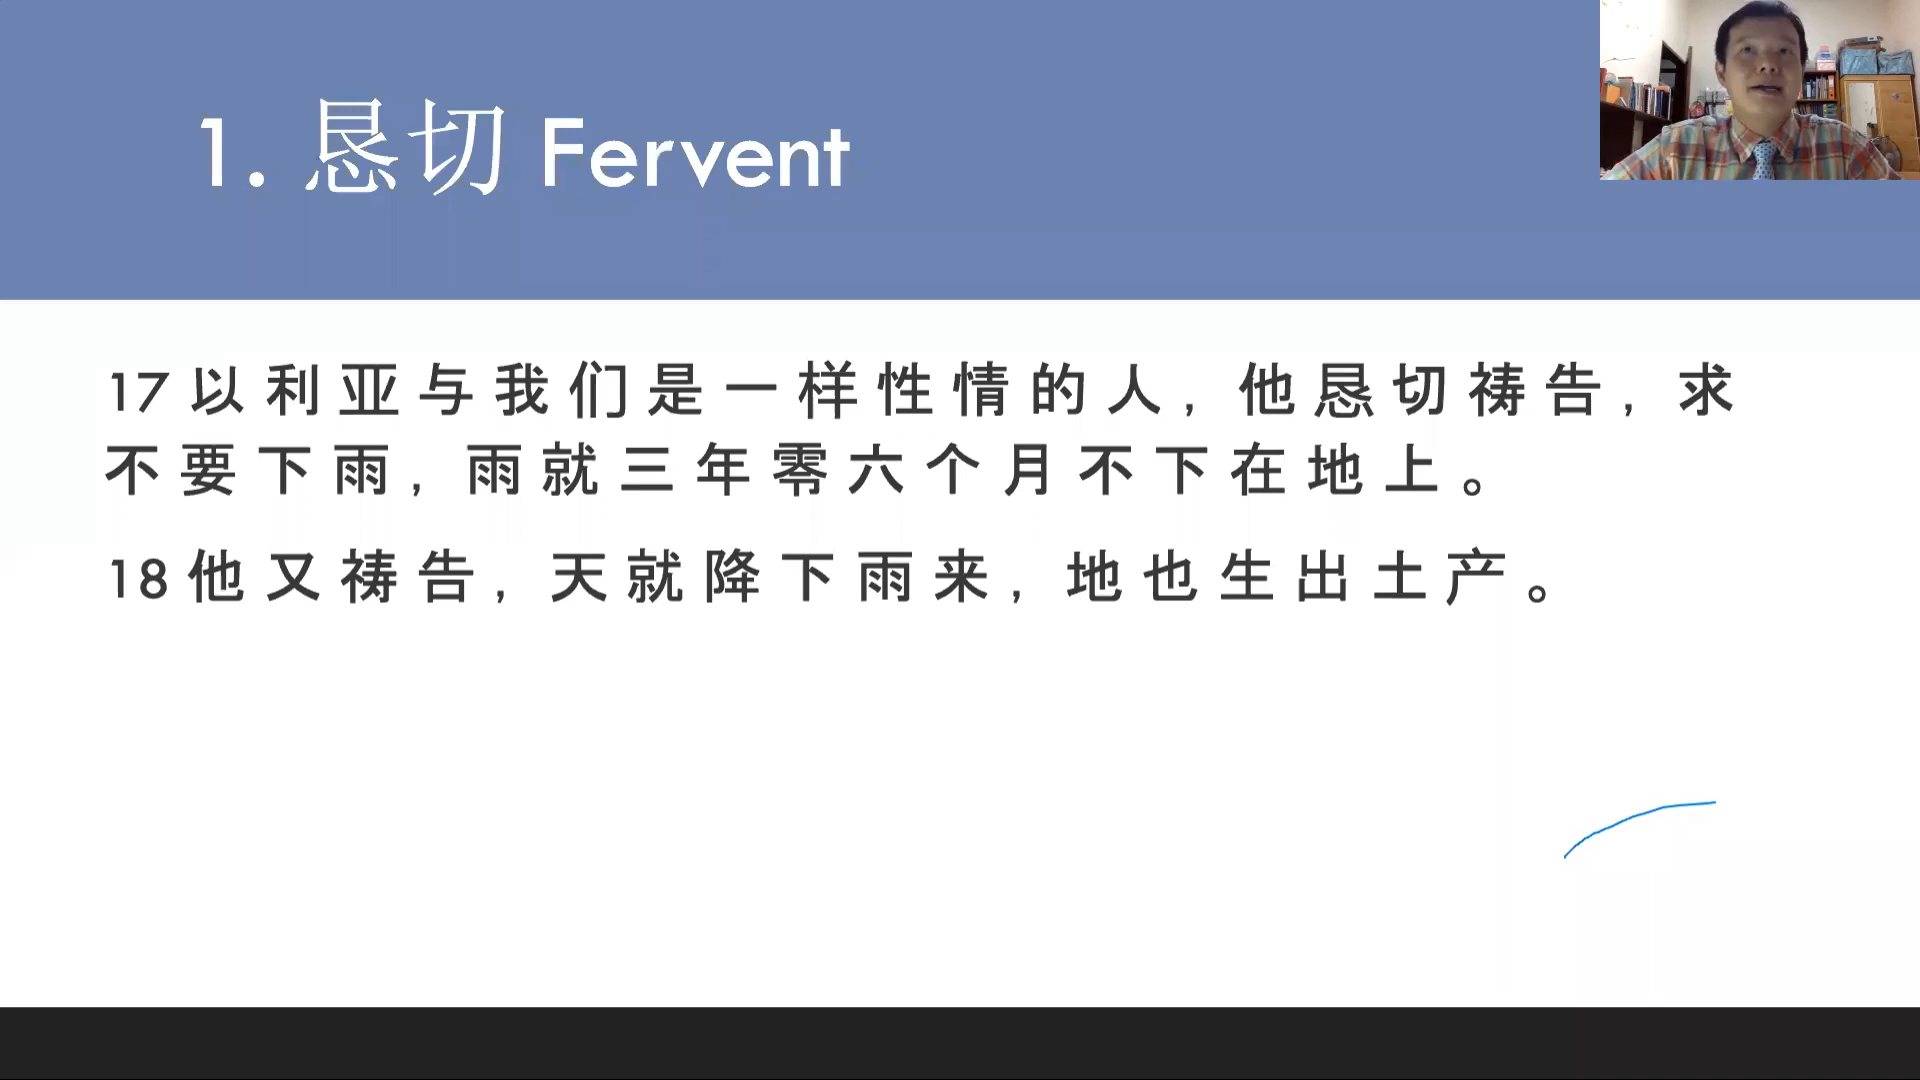 1. 恳切 Fervent
17 以 利 亚 与 我 们 是 一 样 性 情 的 人 , 他 恳 切 祷 告 , 求
不 要 下 雨 , 雨 就 三 年 零 六 个 月 不 下 在 地 上 。
18 他 又 祷 告 , 天 就 降 下 雨 来 , 地 也 生 出 土 产 。